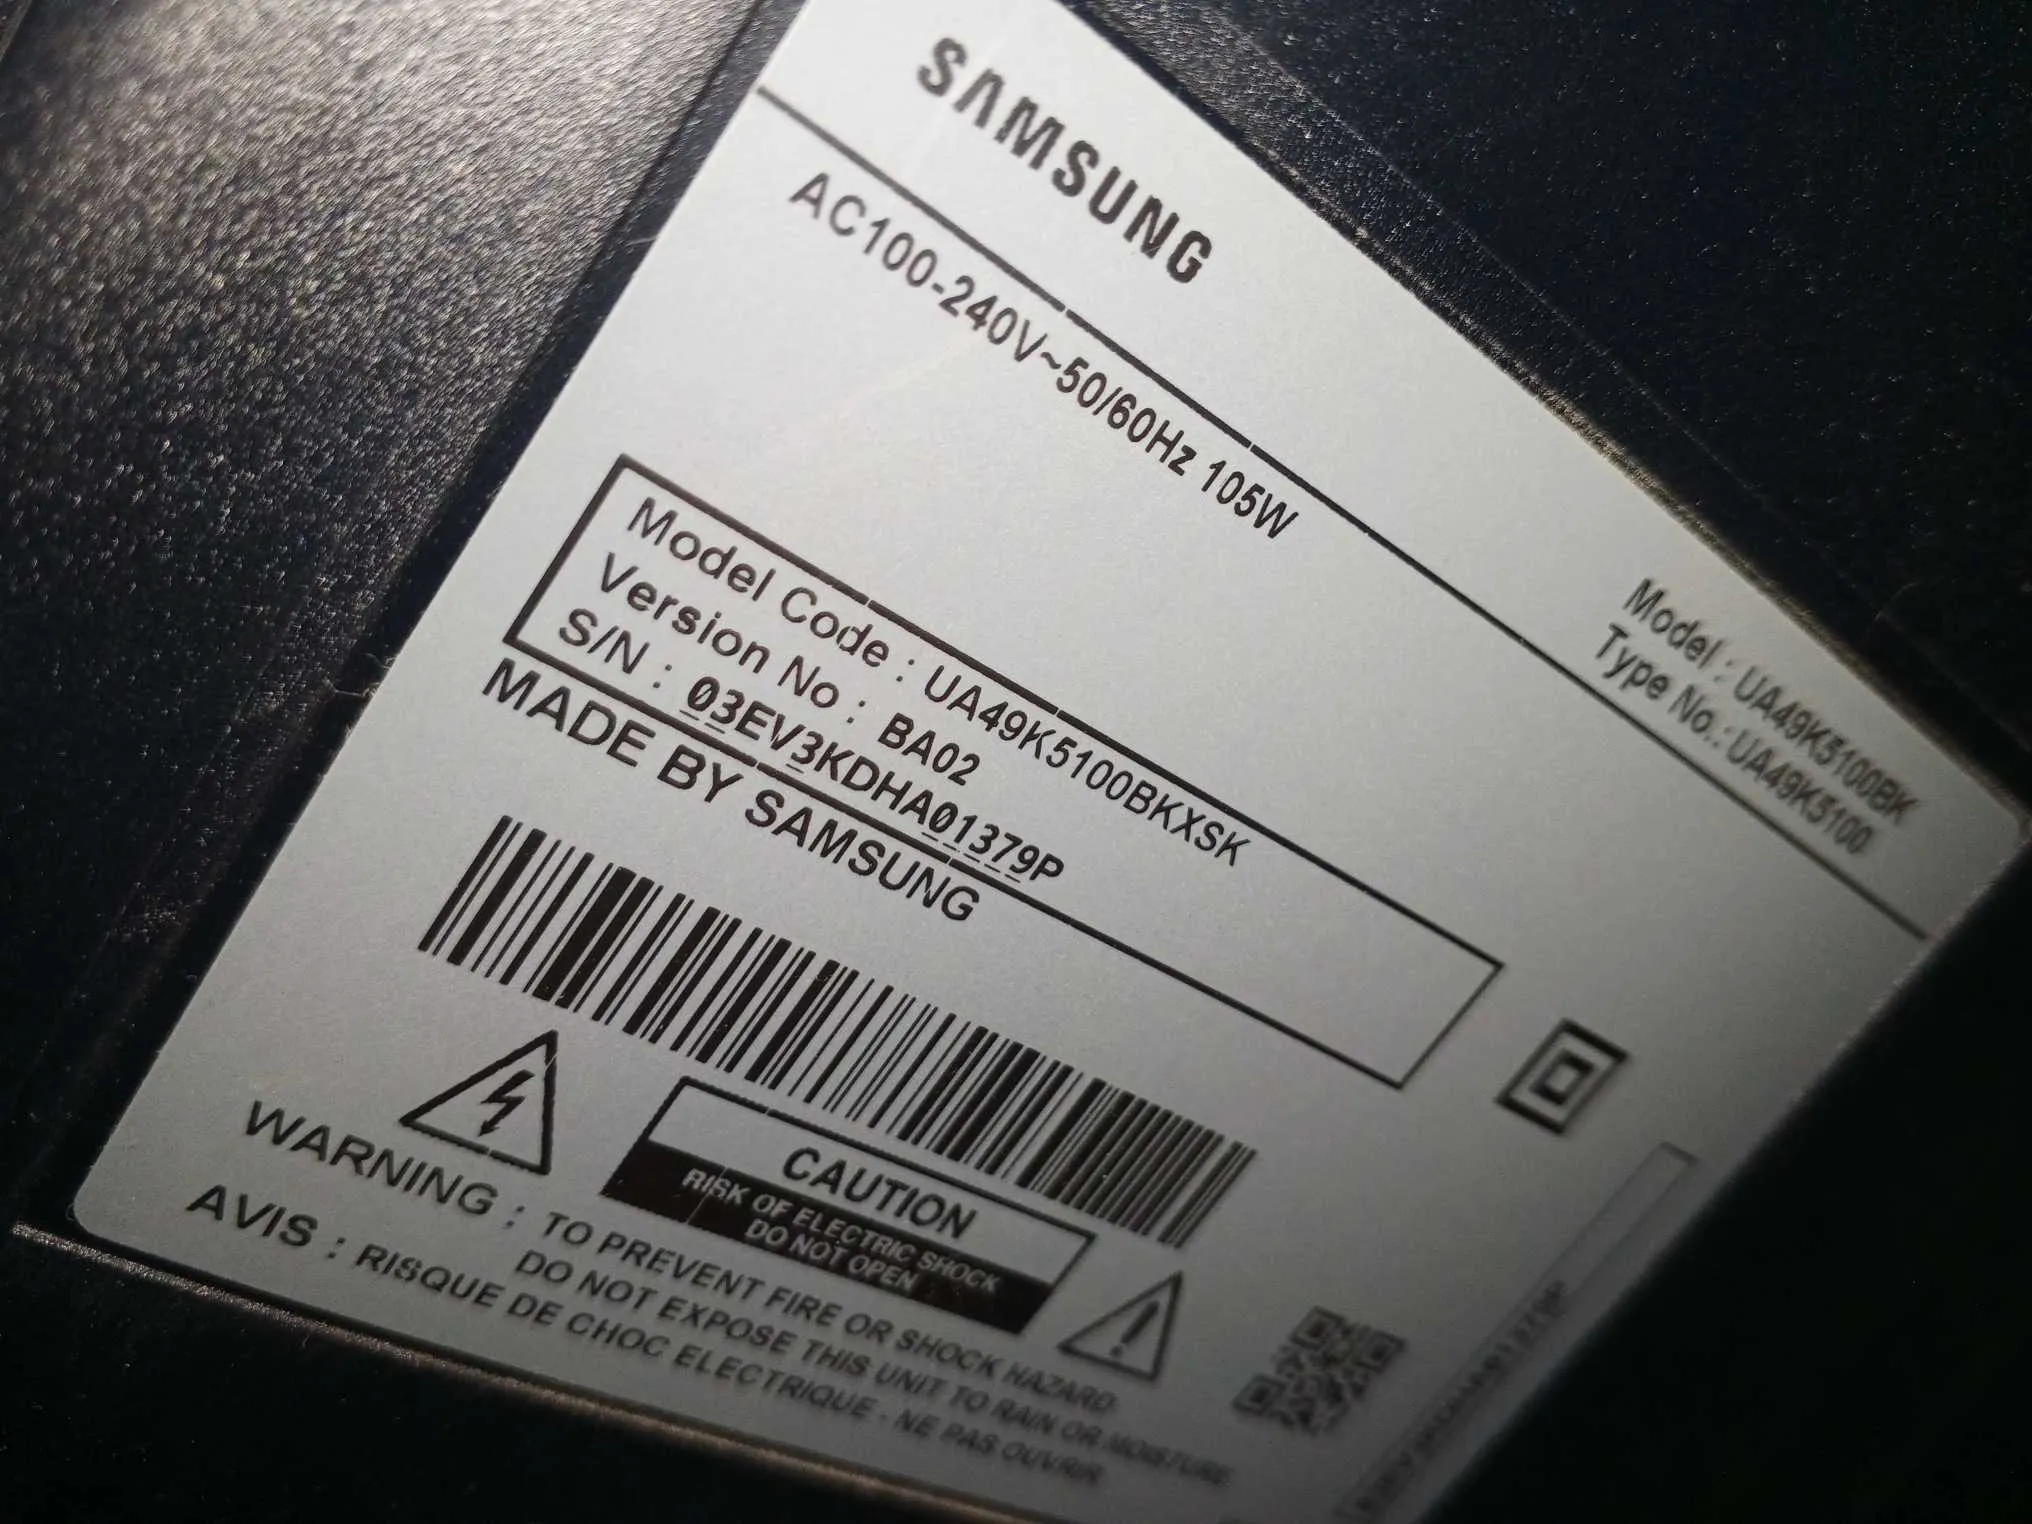 SAMSUNG
Model : UA49K5100BK
Type No.: UA49K5100
AC100-240V~50/60Hz 105W
Model Code : UA49K5100BKXSK
Version No : BA02
S/N : 03EV3KDHA01379P
MADE BY SAMSUNG
CAUTION
RISK OF ELECTRIC SHOCK
DO NOT OPEN
WARNING : TO PREVENT FIRE OR SHOCK HAZARD
DO NOT EXPOSE THIS UNIT TO RAIN OR MOISTURE
AVIS : RISQUE DE CHOC ELECTRIQUE - NE PAS OUVRIR